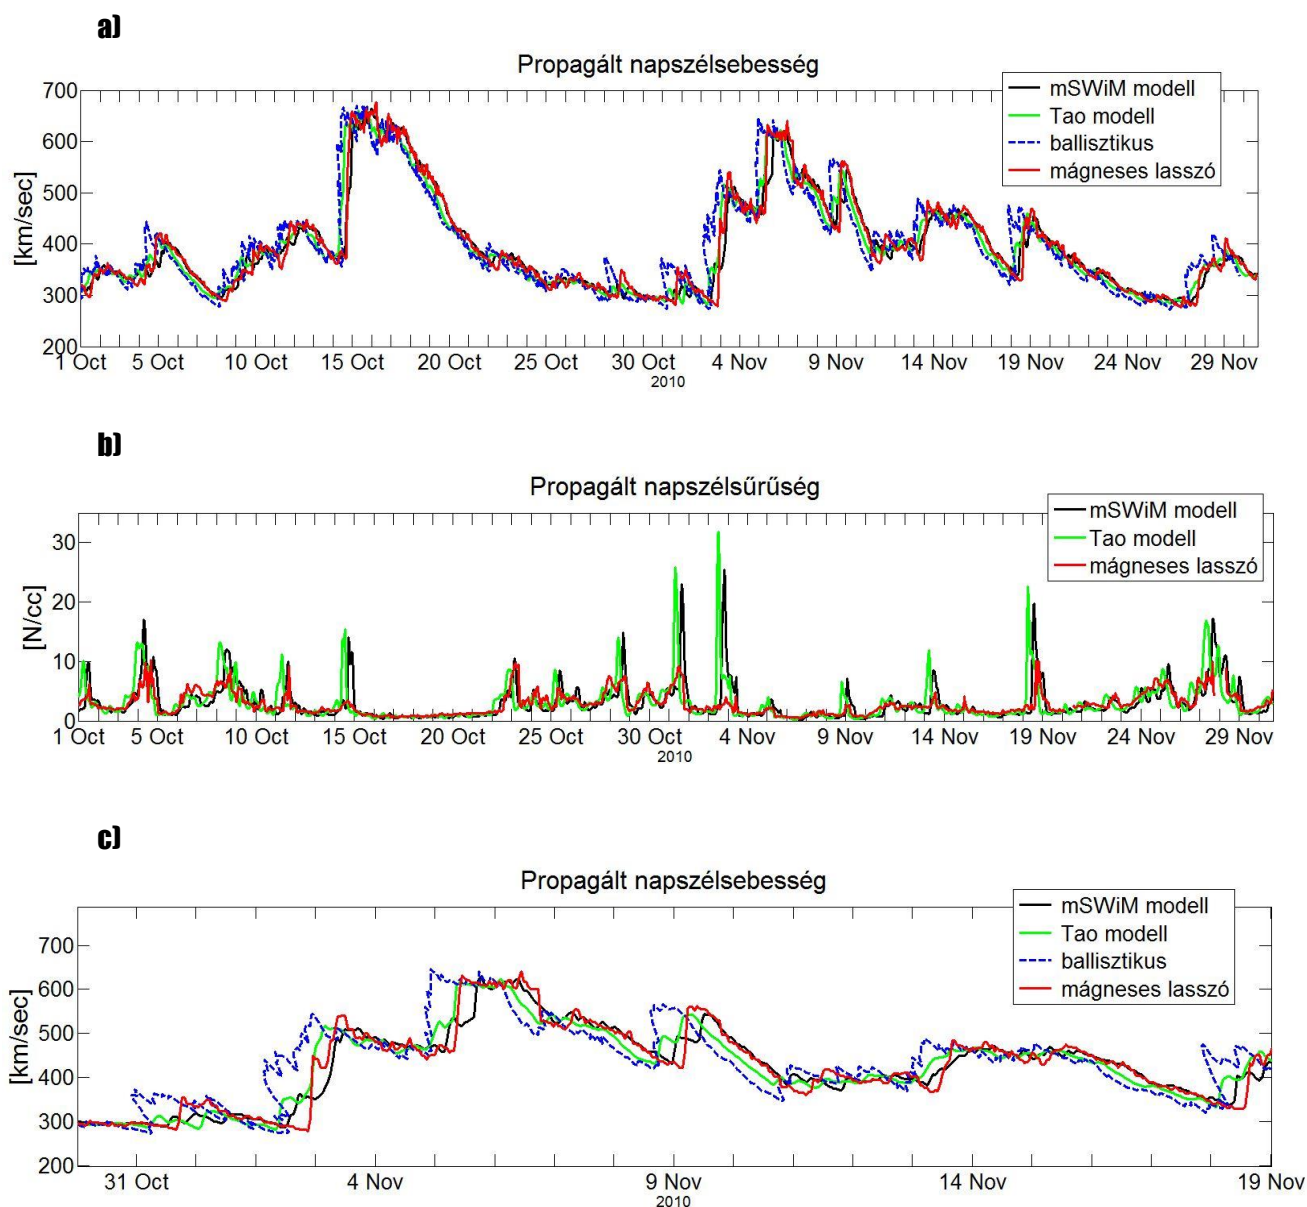 a)
Propagált napszélsebesség
mSWiM modell
Tao modell
ballisztikus
mágneses lasszó
[km/sec]
700
600
500
400
300
200
1 Oct 5 Oct 10 Oct 15 Oct 20 Oct 25 Oct 30 Oct 4 Nov 9 Nov 14 Nov 19 Nov 24 Nov 29 Nov
2010
b)
Propagált napszélsűrűség
mSWiM modell
Tao modell
mágneses lasszó
[N/cc]
30
20
10
0
1 Oct 5 Oct 10 Oct 15 Oct 20 Oct 25 Oct 30 Oct 4 Nov 9 Nov 14 Nov 19 Nov 24 Nov 29 Nov
2010
c)
Propagált napszélsebesség
mSWiM modell
Tao modell
ballisztikus
mágneses lasszó
[km/sec]
700
600
500
400
300
200
31 Oct 4 Nov 9 Nov 14 Nov 19 Nov
2010